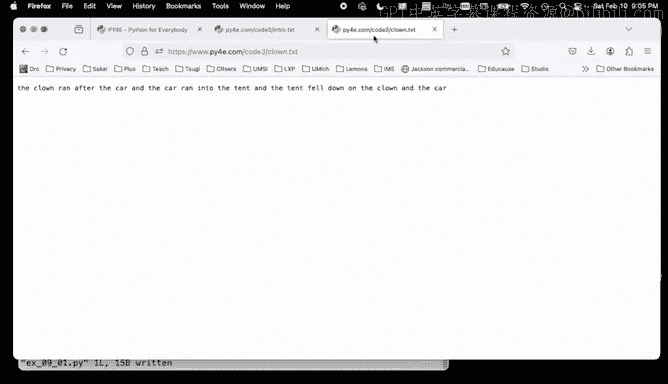 Firefox File Edit View History Bookmarks Tools Window Help Sat Feb 10 9:05 PM
PY4E - Python for Everybody py4e.com/code3/intro.txt py4e.com/code3/clown.txt
https://www.py4e.com/code3/clown.txt
Orc Privacy Sakai Plus Teach Tsugi CRsera UMSI LXP UMich Lemons IMS Jackson commercia... Educause Studio Other Bookmarks
the clown ran after the car and the car ran into the tent and the tent fell down on the clown and the car
"ex_09_01.py" 1L, 15B written